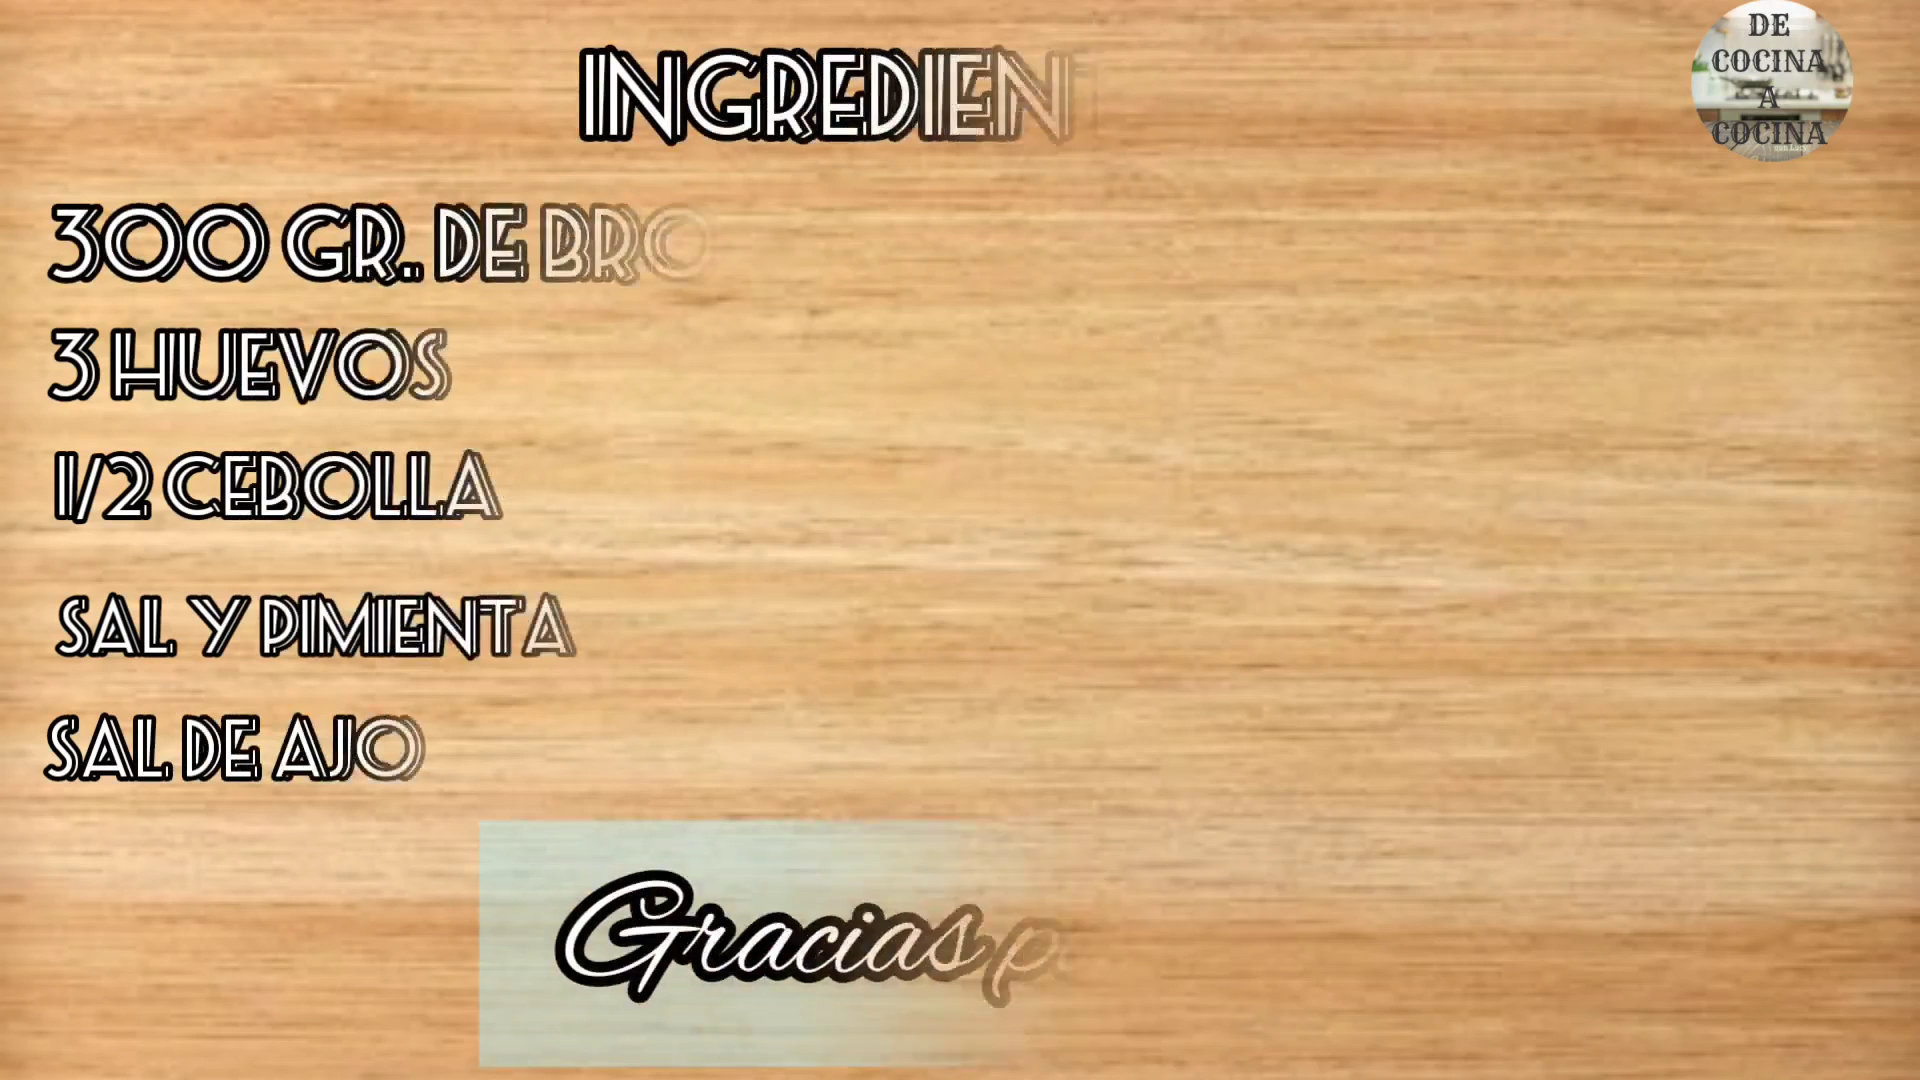 INGREDIEN
300 GR.. DE BRO
3 HUEVOS
1/2 CEBOLLA
SAL Y PIMIENTA
SAL DE AJO
Gracias p
DE
COCINA
A
COCINA